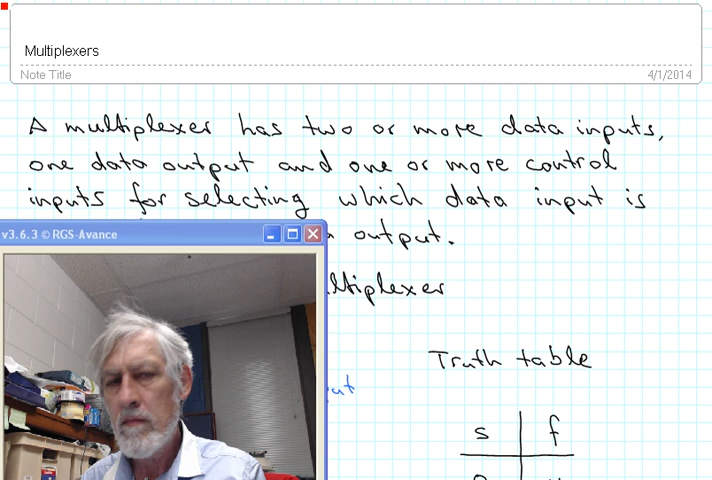 Multiplexers
Note Title
4/1/2014
A multiplexer has two or more data inputs,
one data output and one or more control
inputs for selecting which data input is
output.
v3.6.3 © RGS-Avance
Truth table
s f